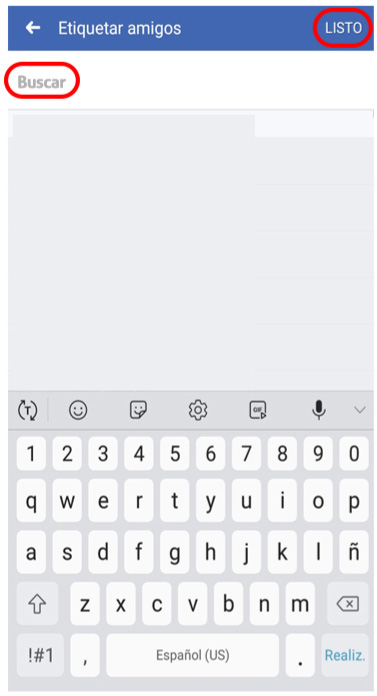 Etiquetar amigos LISTO
Buscar
T GIF
1 2 3 4 5 6 7 8 9 0
q w e r t y u i o p
a s d f g h j k l ñ
z x c v b n m
!#1 , Español (US) . Realiz.